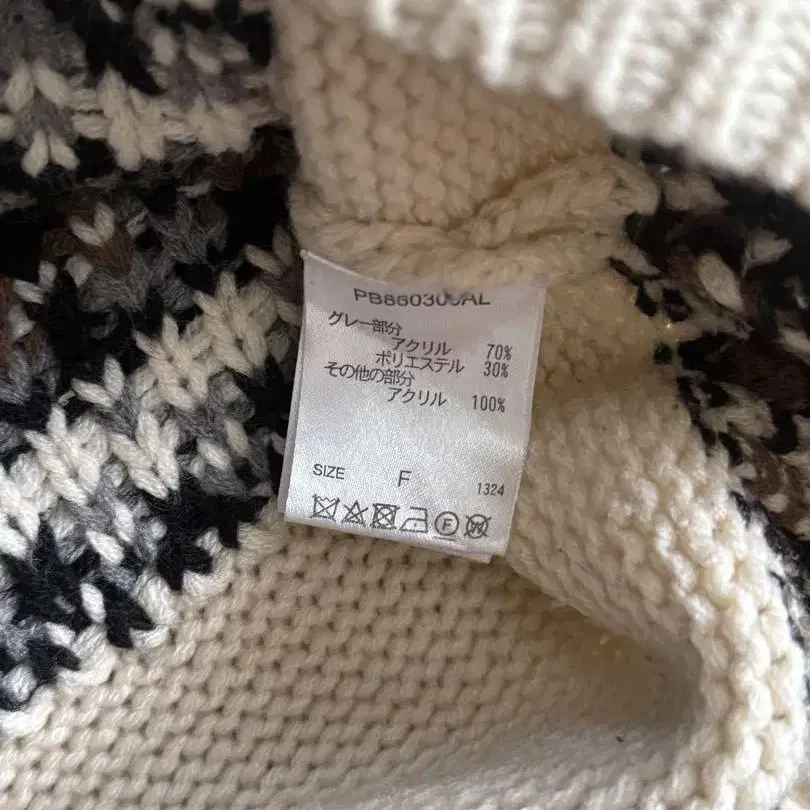 グレー部分
アクリル 70%
ポリエステル 30%
その他の部分
アクリル 100%
SIZE F 1324
F W